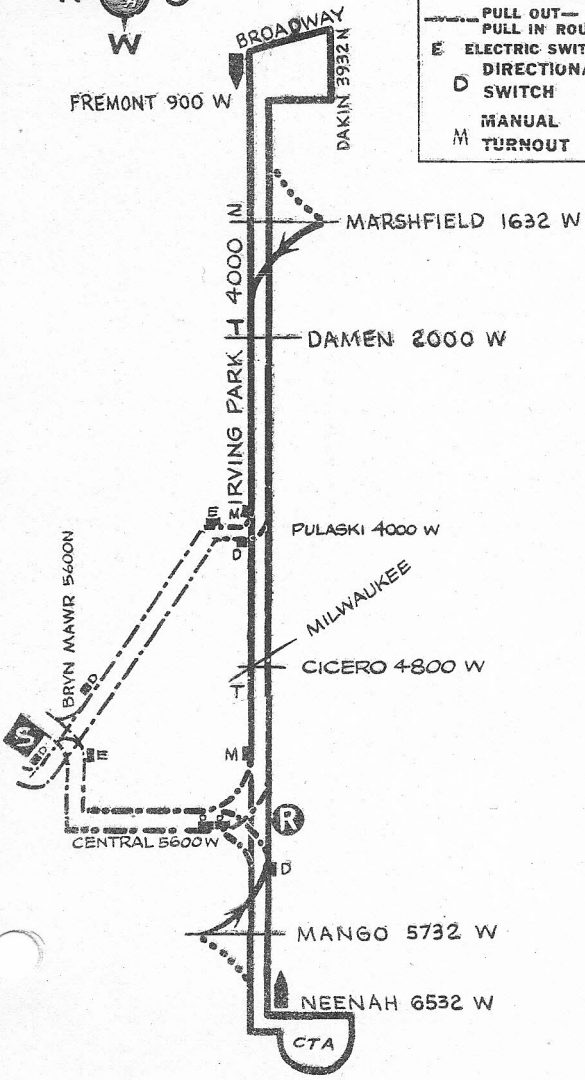 W
PULL OUT—
PULL IN ROU
E ELECTRIC SWIT
D DIRECTIONA
SWITCH
M MANUAL
TURNOUT
BROADWAY
FREMONT 900 W
DAKIN 3932 N
MARSHFIELD 1632 W
IRVING PARK T 4000 N
DAMEN 2000 W
E
M
D
PULASKI 4000 W
MILWAUKEE
BRYN MAWR 5600N
CICERO 4800 W
T
D
S
D
E
M
R
CENTRAL 5600W
D
MANGO 5732 W
NEENAH 6532 W
CTA